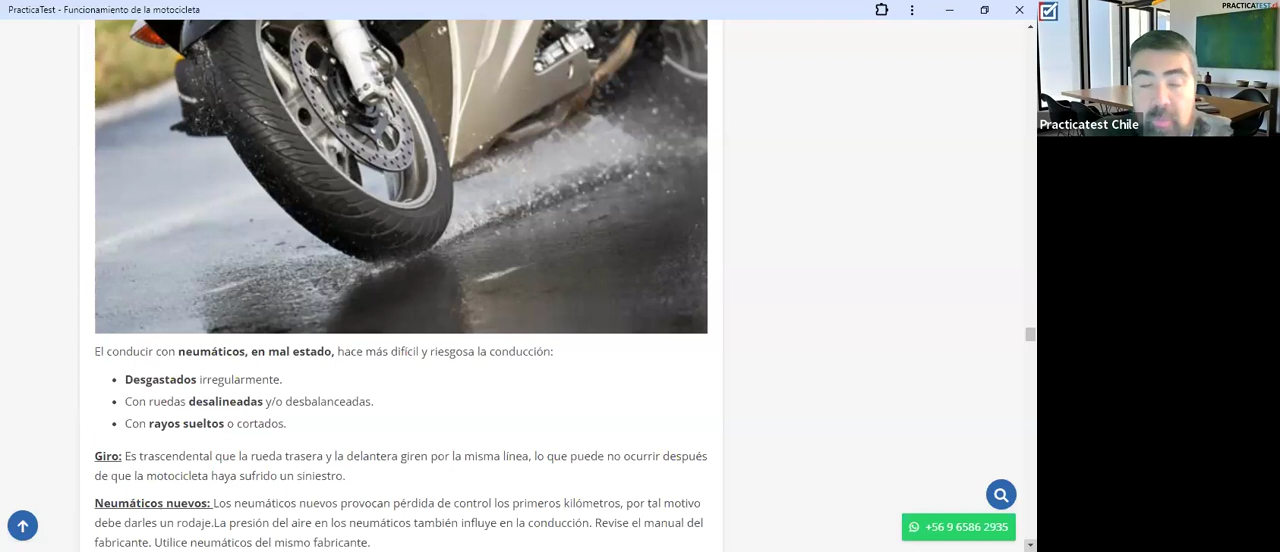 PracticaTest - Funcionamiento de la motocicleta
PRACTICATEST
Practicatest Chile
El conducir con neumáticos, en mal estado, hace más difícil y riesgosa la conducción:
• Desgastados irregularmente.
• Con ruedas desalineadas y/o desbalanceadas.
• Con rayos sueltos o cortados.
Giro: Es trascendental que la rueda trasera y la delantera giren por la misma línea, lo que puede no ocurrir después
de que la motocicleta haya sufrido un siniestro.
Neumáticos nuevos: Los neumáticos nuevos provocan pérdida de control los primeros kilómetros, por tal motivo
debe darles un rodaje.La presión del aire en los neumáticos también influye en la conducción. Revise el manual del
fabricante. Utilice neumáticos del mismo fabricante.
+56 9 6586 2935